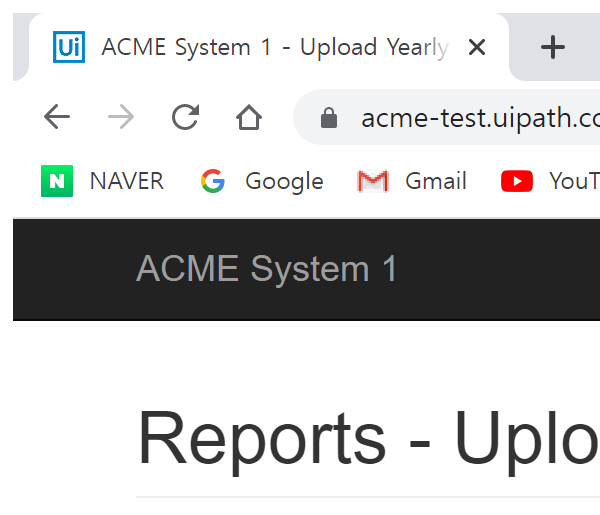 Ui ACME System 1 - Upload Yearly
acme-test.uipath.co
N NAVER Google Gmail YouT
ACME System 1
Reports - Uplo